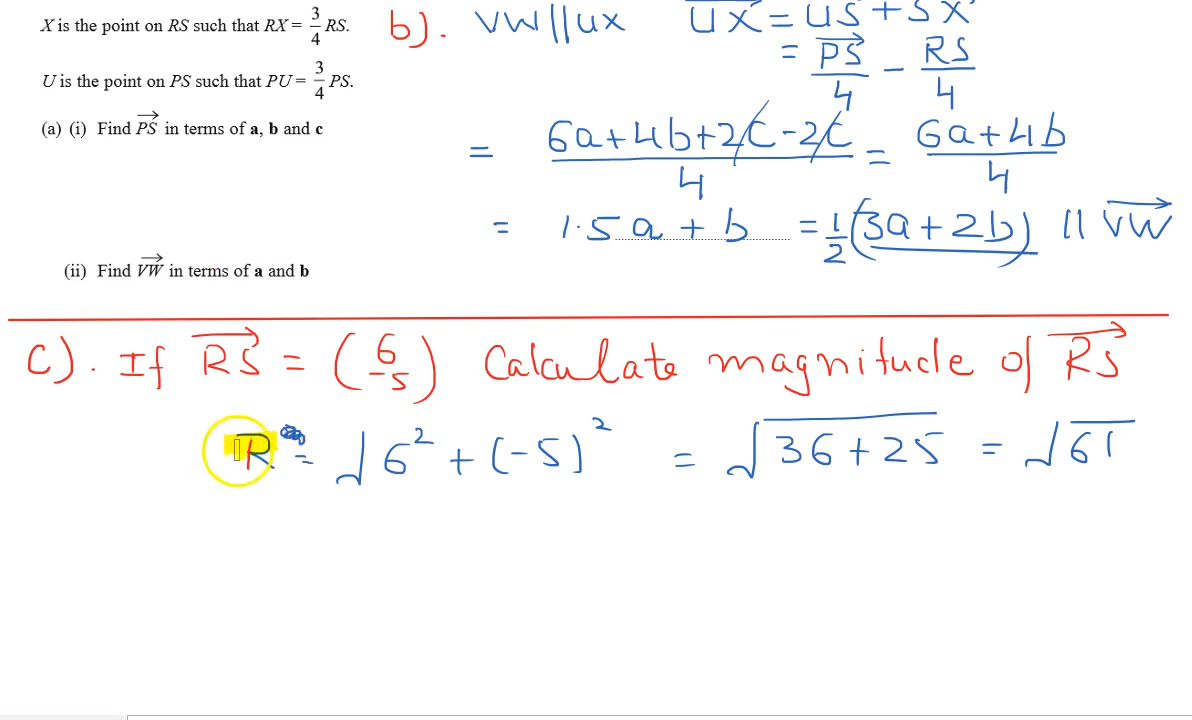 X is the point on RS such that RX = 3/4 RS.
U is the point on PS such that PU = 3/4 PS.
(a) (i) Find PS in terms of a, b and c
(ii) Find VW in terms of a and b
b). VW || UX UX = US + SX
= PS/4 - RS/4
= 6a+4b+2c-2c/4 = 6a+4b/4
= 1.5a + b = 1/2(3a+2b) || VW
C). If RS = (6 -5) Calculate magnitude of RS
R = √6² + (-5)² = √36+25 = √61